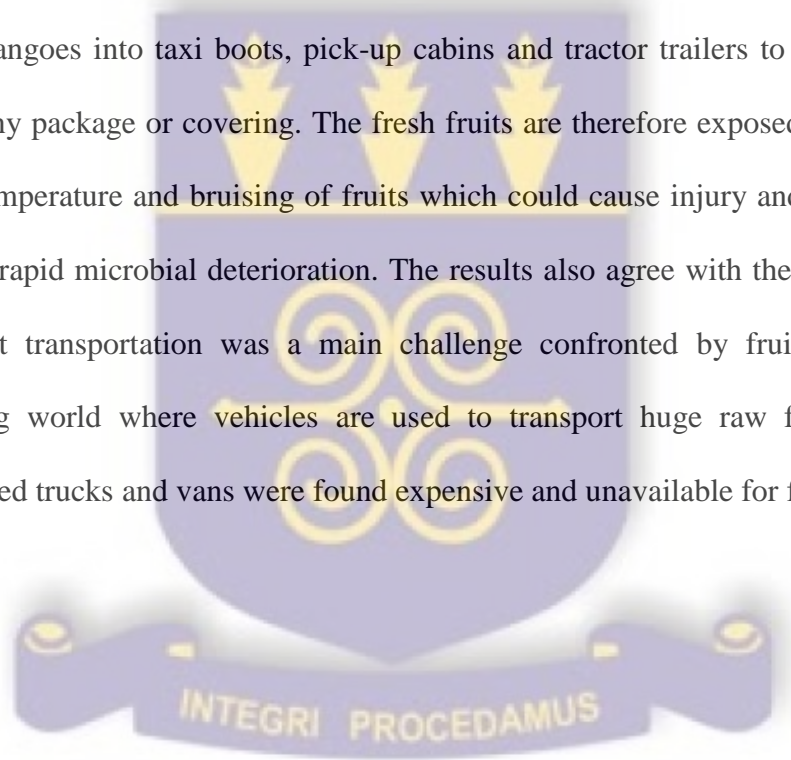 angoes into taxi boots, pick-up cabins and tractor trailers to
ny package or covering. The fresh fruits are therefore exposed
mperature and bruising of fruits which could cause injury and
rapid microbial deterioration. The results also agree with the
t transportation was a main challenge confronted by frui
g world where vehicles are used to transport huge raw f
ed trucks and vans were found expensive and unavailable for f
INTEGRI PROCEDAMUS